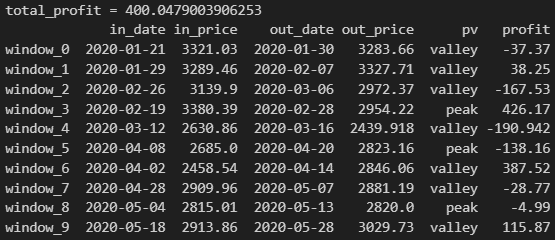 total_profit = 400.0479003906253
in_date in_price out_date out_price pv profit
window_0 2020-01-21 3321.03 2020-01-30 3283.66 valley -37.37
window_1 2020-01-29 3289.46 2020-02-07 3327.71 valley 38.25
window_2 2020-02-26 3139.9 2020-03-06 2972.37 valley -167.53
window_3 2020-02-19 3380.39 2020-02-28 2954.22 peak 426.17
window_4 2020-03-12 2630.86 2020-03-16 2439.918 valley -190.942
window_5 2020-04-08 2685.0 2020-04-20 2823.16 peak -138.16
window_6 2020-04-02 2458.54 2020-04-14 2846.06 valley 387.52
window_7 2020-04-28 2909.96 2020-05-07 2881.19 valley -28.77
window_8 2020-05-04 2815.01 2020-05-13 2820.0 peak -4.99
window_9 2020-05-18 2913.86 2020-05-28 3029.73 valley 115.87